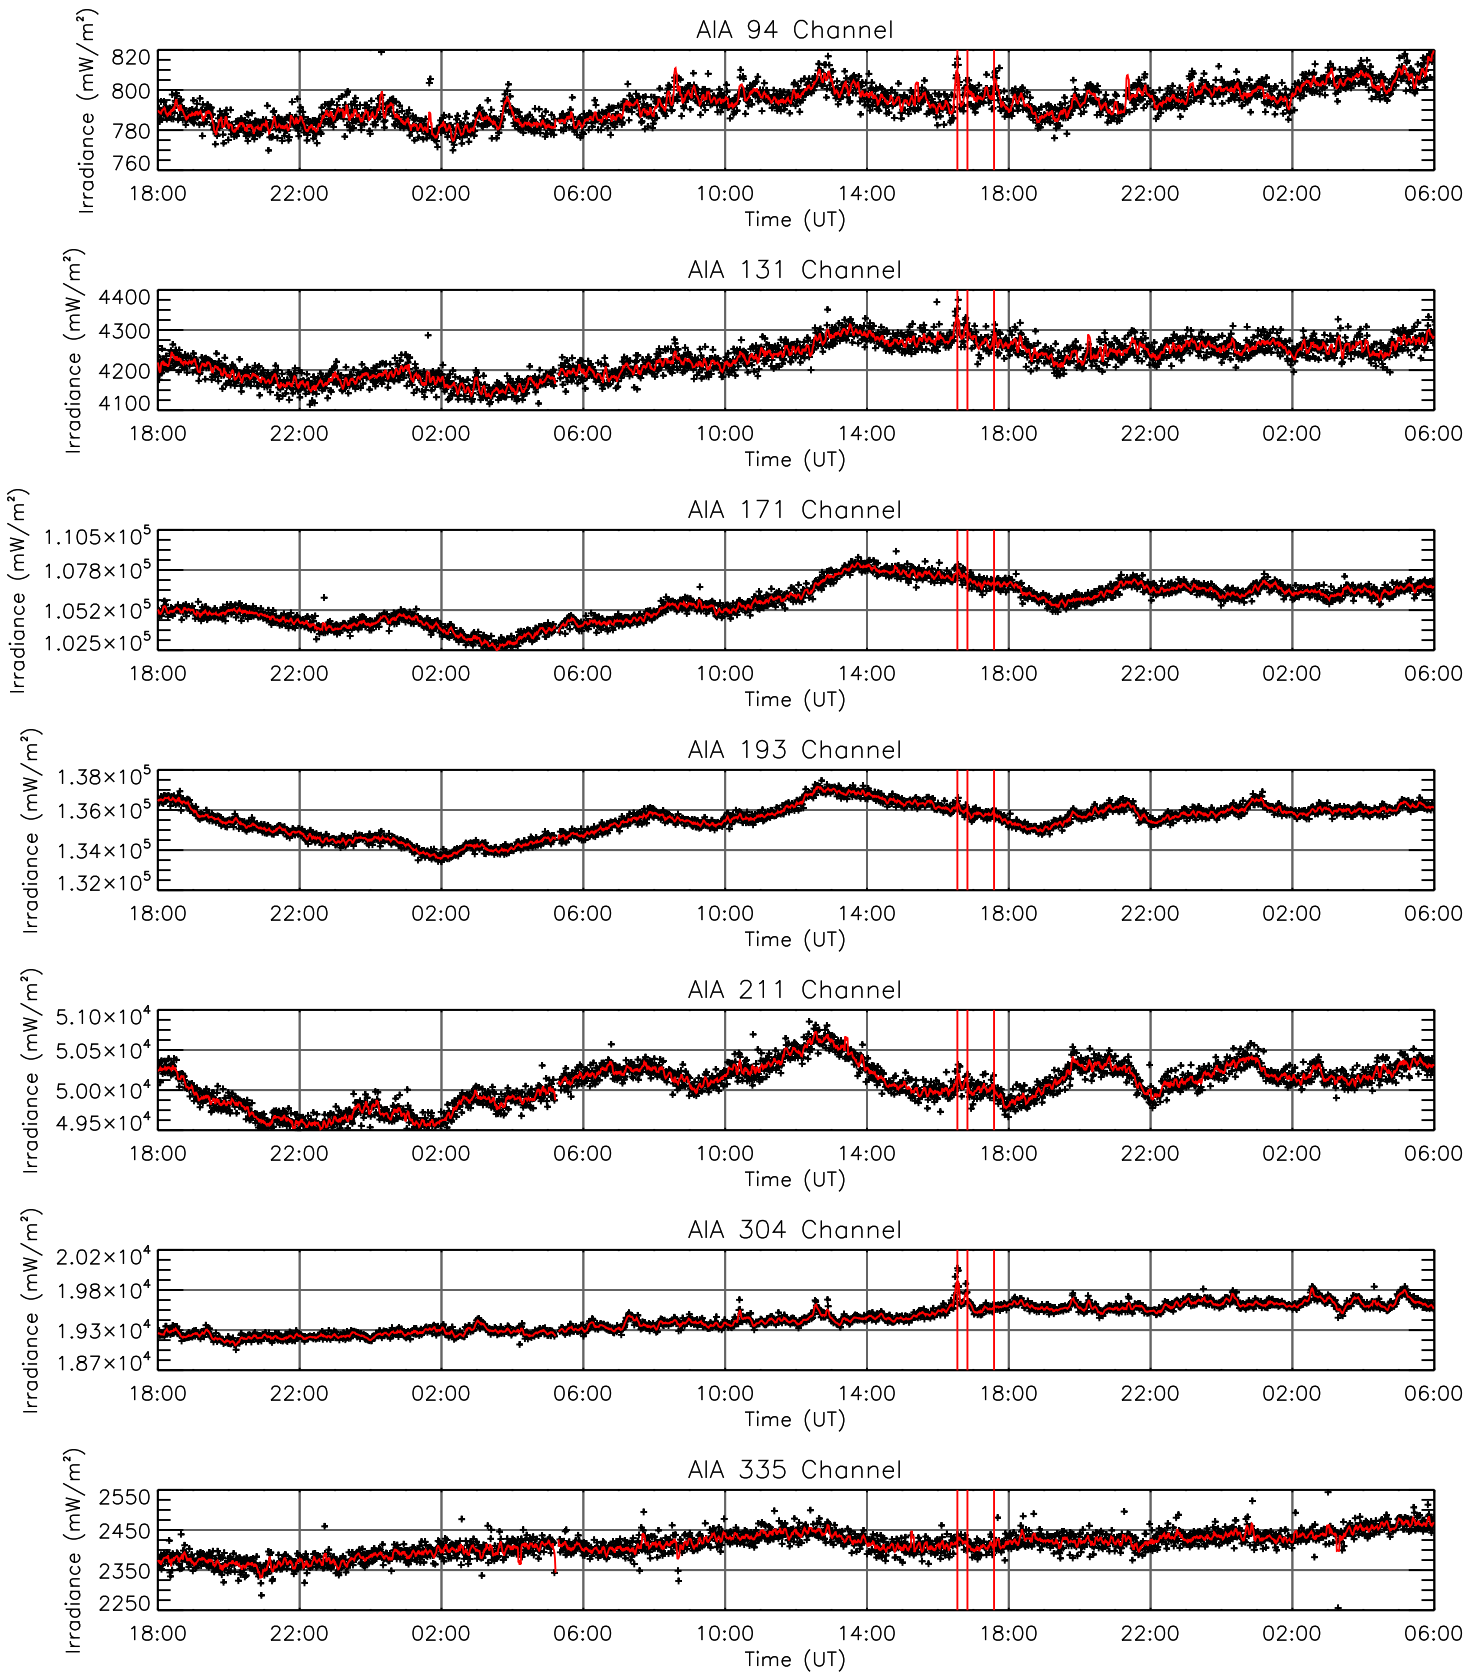 AIA 94 Channel
Irradiance (mW/m²)
820
800
780
760
18:00 22:00 02:00 06:00 10:00 14:00 18:00 22:00 02:00 06:00
Time (UT)
AIA 131 Channel
Irradiance (mW/m²)
4400
4300
4200
4100
18:00 22:00 02:00 06:00 10:00 14:00 18:00 22:00 02:00 06:00
Time (UT)
AIA 171 Channel
Irradiance (mW/m²)
1.105×10⁵
1.078×10⁵
1.052×10⁵
1.025×10⁵
18:00 22:00 02:00 06:00 10:00 14:00 18:00 22:00 02:00 06:00
Time (UT)
AIA 193 Channel
Irradiance (mW/m²)
1.38×10⁵
1.36×10⁵
1.34×10⁵
1.32×10⁵
18:00 22:00 02:00 06:00 10:00 14:00 18:00 22:00 02:00 06:00
Time (UT)
AIA 211 Channel
Irradiance (mW/m²)
5.10×10⁴
5.05×10⁴
5.00×10⁴
4.95×10⁴
18:00 22:00 02:00 06:00 10:00 14:00 18:00 22:00 02:00 06:00
Time (UT)
AIA 304 Channel
Irradiance (mW/m²)
2.02×10⁴
1.98×10⁴
1.93×10⁴
1.87×10⁴
18:00 22:00 02:00 06:00 10:00 14:00 18:00 22:00 02:00 06:00
Time (UT)
AIA 335 Channel
Irradiance (mW/m²)
2550
2450
2350
2250
18:00 22:00 02:00 06:00 10:00 14:00 18:00 22:00 02:00 06:00
Time (UT)